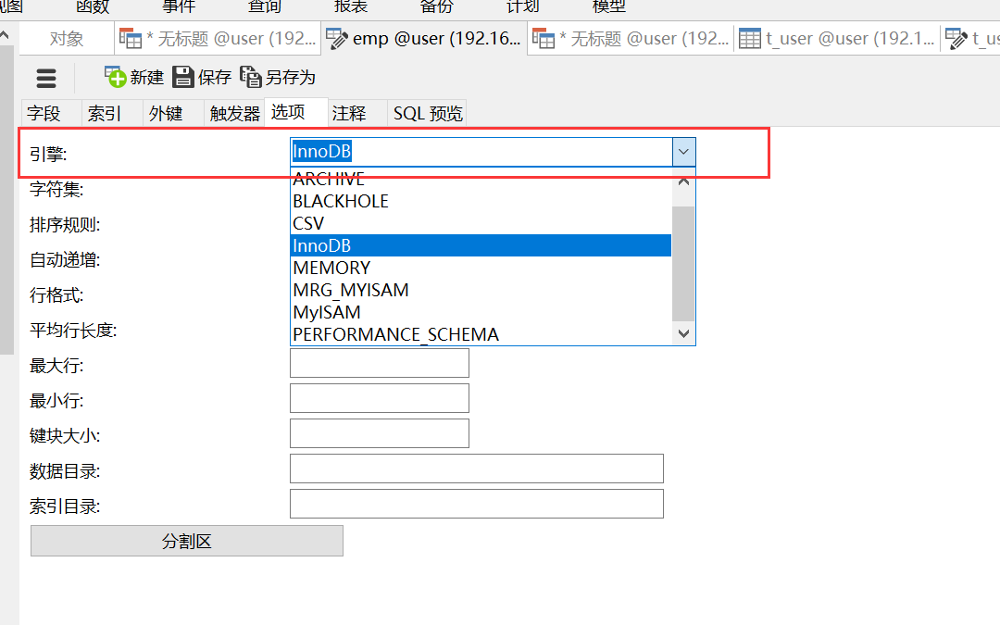 视图 函数 事件 查询 报表 备份 计划 模型
对象 * 无标题 @user (192... emp @user (192.16... * 无标题 @user (192... t_user @user (192.1... t_us
新建 保存 另存为
字段 索引 外键 触发器 选项 注释 SQL 预览
引擎: InnoDB
ARCHIVE
字符集:
BLACKHOLE
排序规则: CSV
InnoDB
自动递增:
MEMORY
行格式: MRG_MYISAM
MyISAM
平均行长度: PERFORMANCE_SCHEMA
最大行:
最小行:
键块大小:
数据目录:
索引目录:
分割区